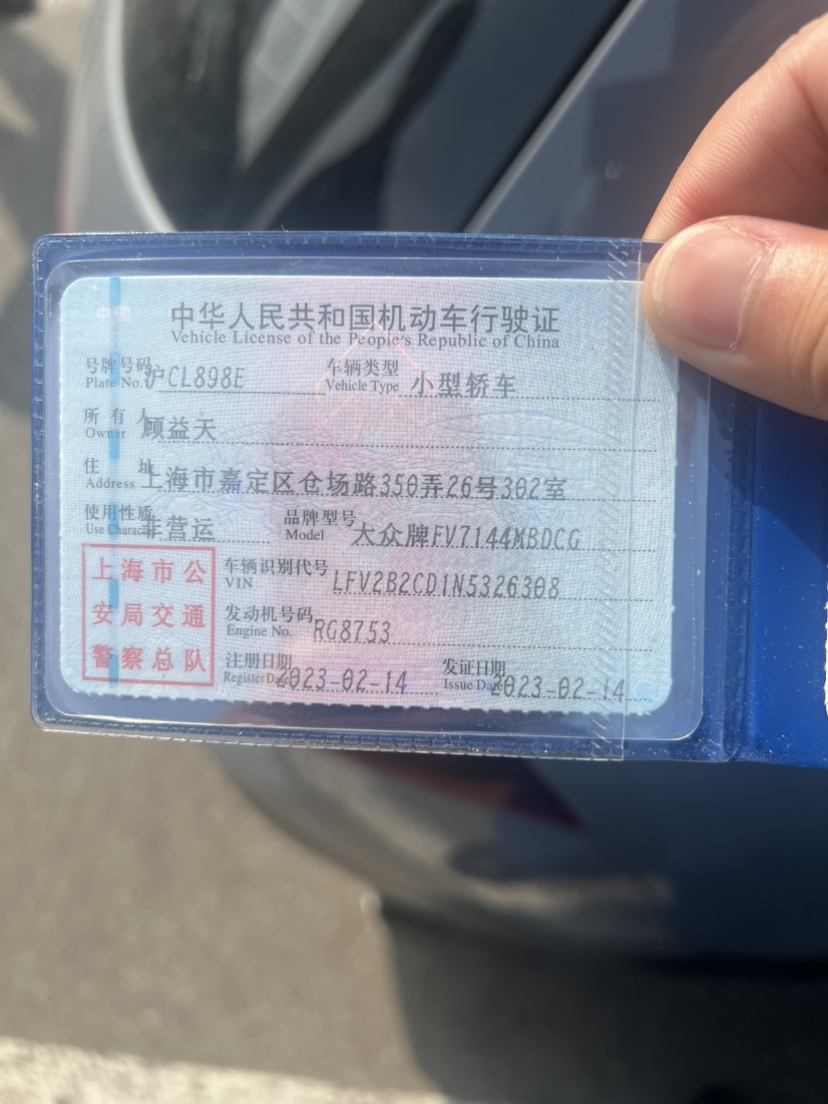 中华人民共和国机动车行驶证
Vehicle License of the People's Republic of China
号牌号码 沪CL898E 车辆类型 小型轿车
Plate No. Vehicle Type
所有人 顾益天
Owner
住址 上海市嘉定区仓场路350弄26号302室
Address
使用性质 非营运 品牌型号 大众牌FV7144MBDCG
Use Charact Model
上海市公
安局交通
警察总队
车辆识别代号 LFV2B2CD1N5326308
VIN
发动机号码 RG8753
Engine No.
注册日期 2023-02-14 发证日期 2023-02-14
Register Date Issue Date